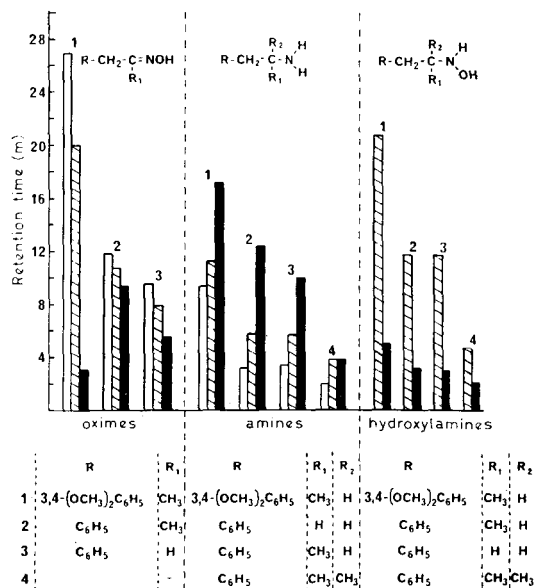 28
24
20
16
12
8
4
Retention time (m)
1
2
3
R-CH₂-C=NOH
R₁
1
2
3
4
R₂ H
R-CH₂-C-N
R₁ H
1
2
3
4
R₂ H
R-CH₂-C-N
R₁ OH
oximes amines hydroxylamines
R R₁ R R₁ R₂ R R₁ R₂
1 3,4-(OCH₃)₂C₆H₅ CH₃ 3,4-(OCH₃)₂C₆H₅ CH₃ H 3,4-(OCH₃)₂C₆H₅ CH₃ H
2 C₆H₅ CH₃ C₆H₅ H H C₆H₅ CH₃ H
3 C₆H₅ H C₆H₅ CH₃ H C₆H₅ H H
4 - C₆H₅ CH₃ CH₃ C₆H₅ CH₃ CH₃